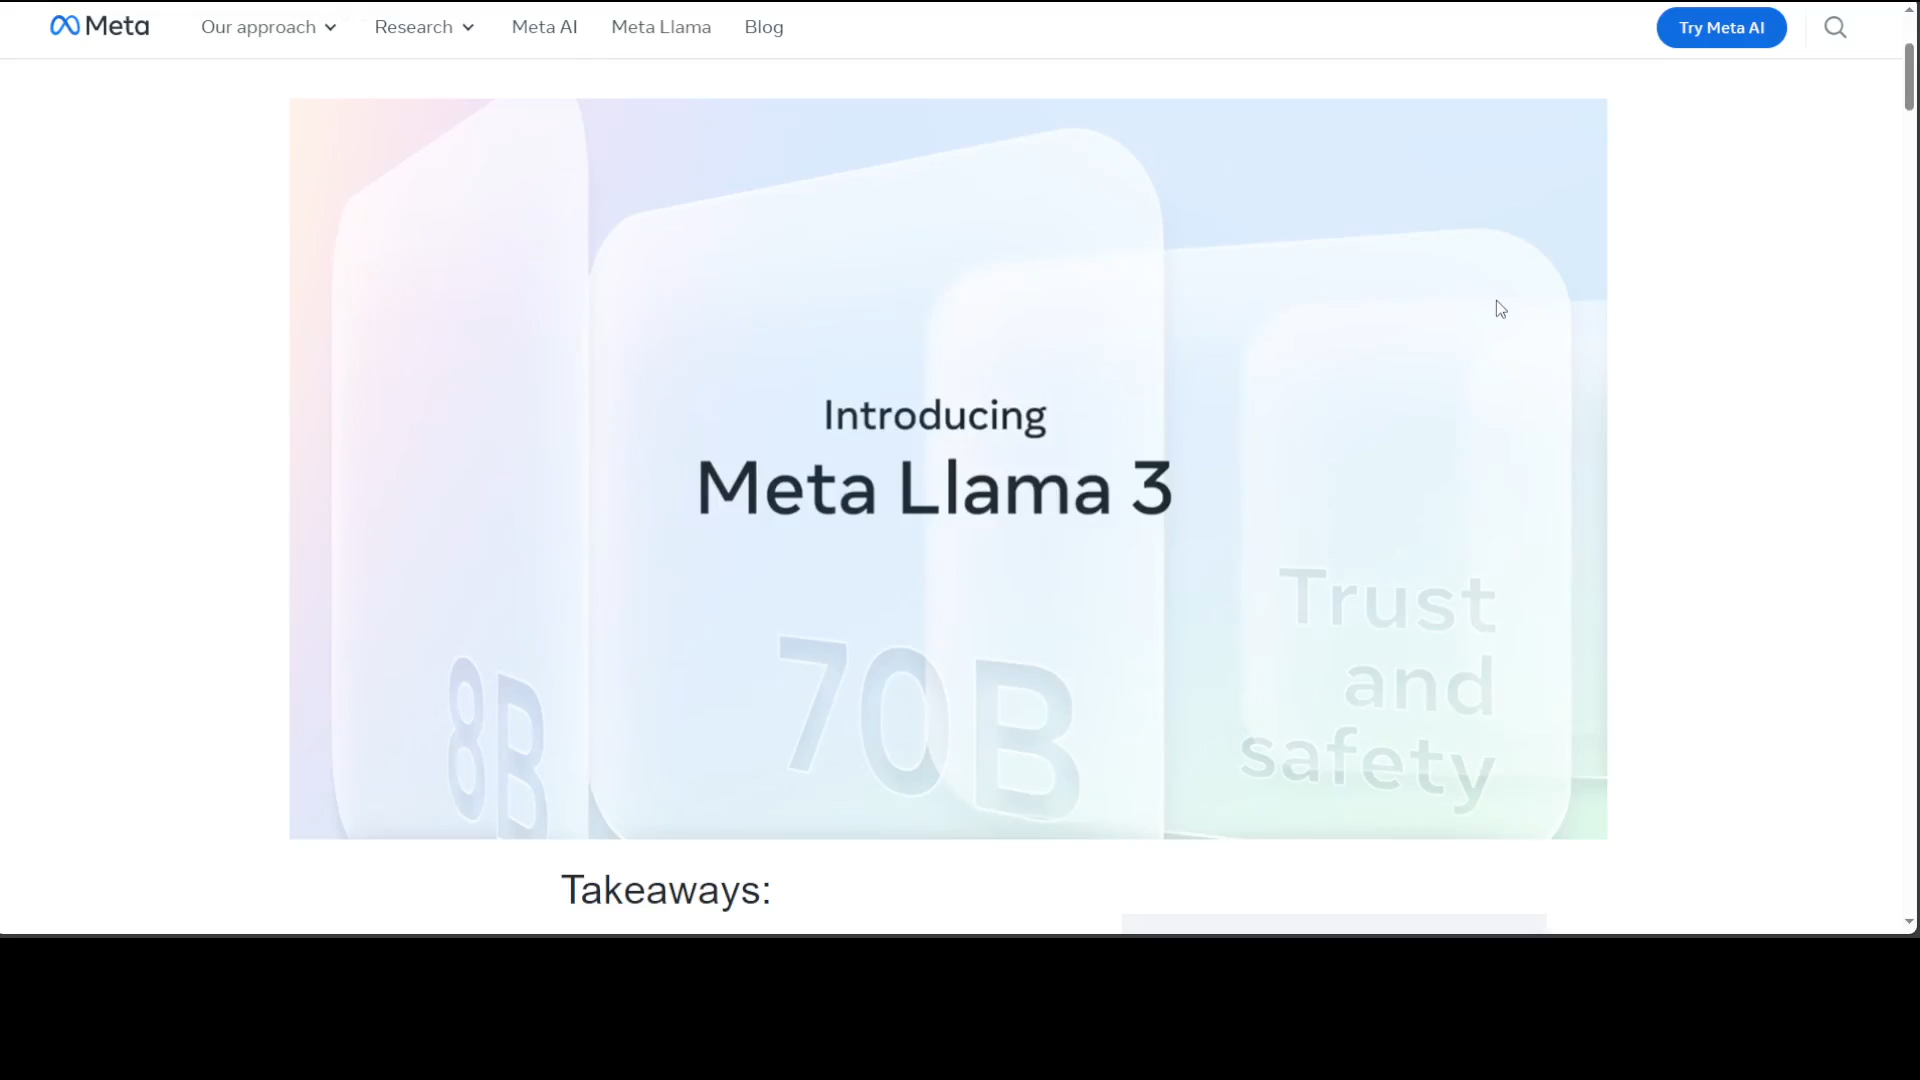 Meta Our approach Research Meta AI Meta Llama Blog Try Meta AI
Introducing
Meta Llama 3
8B
70B
Trust
and
safety
Takeaways: